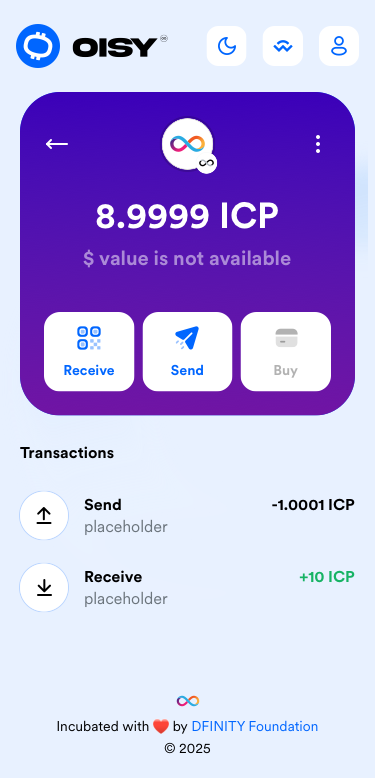 OISY
8.9999 ICP
$ value is not available
Receive
Send
Buy
Transactions
Send
-1.0001 ICP
placeholder
Receive
+10 ICP
placeholder
Incubated with ❤️ by DFINITY Foundation
© 2025